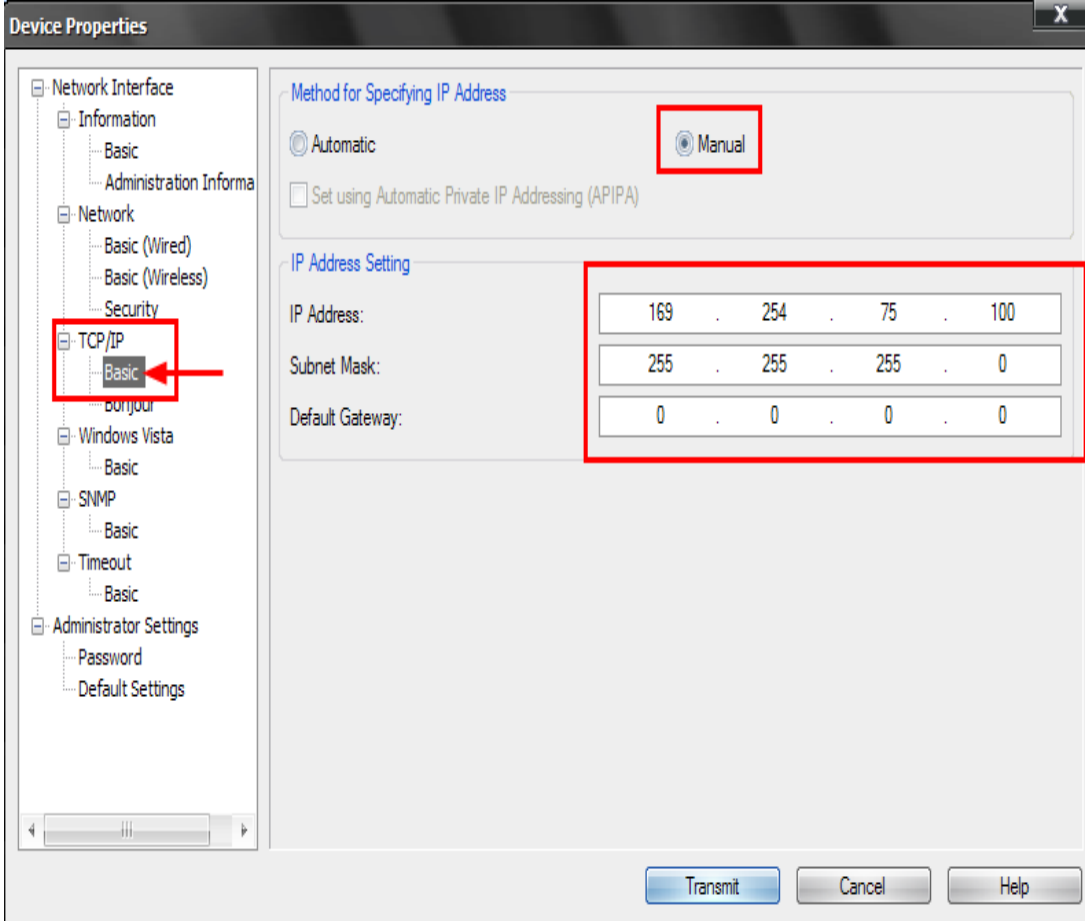 Device Properties
X
Network Interface
Information
Basic
Administration Informa
Network
Basic (Wired)
Basic (Wireless)
Security
TCP/IP
Basic
Bonjour
Windows Vista
Basic
SNMP
Basic
Timeout
Basic
Administrator Settings
Password
Default Settings
Method for Specifying IP Address
Automatic
Manual
Set using Automatic Private IP Addressing (APIPA)
IP Address Setting
IP Address: 169 . 254 . 75 . 100
Subnet Mask: 255 . 255 . 255 . 0
Default Gateway: 0 . 0 . 0 . 0
Transmit Cancel Help